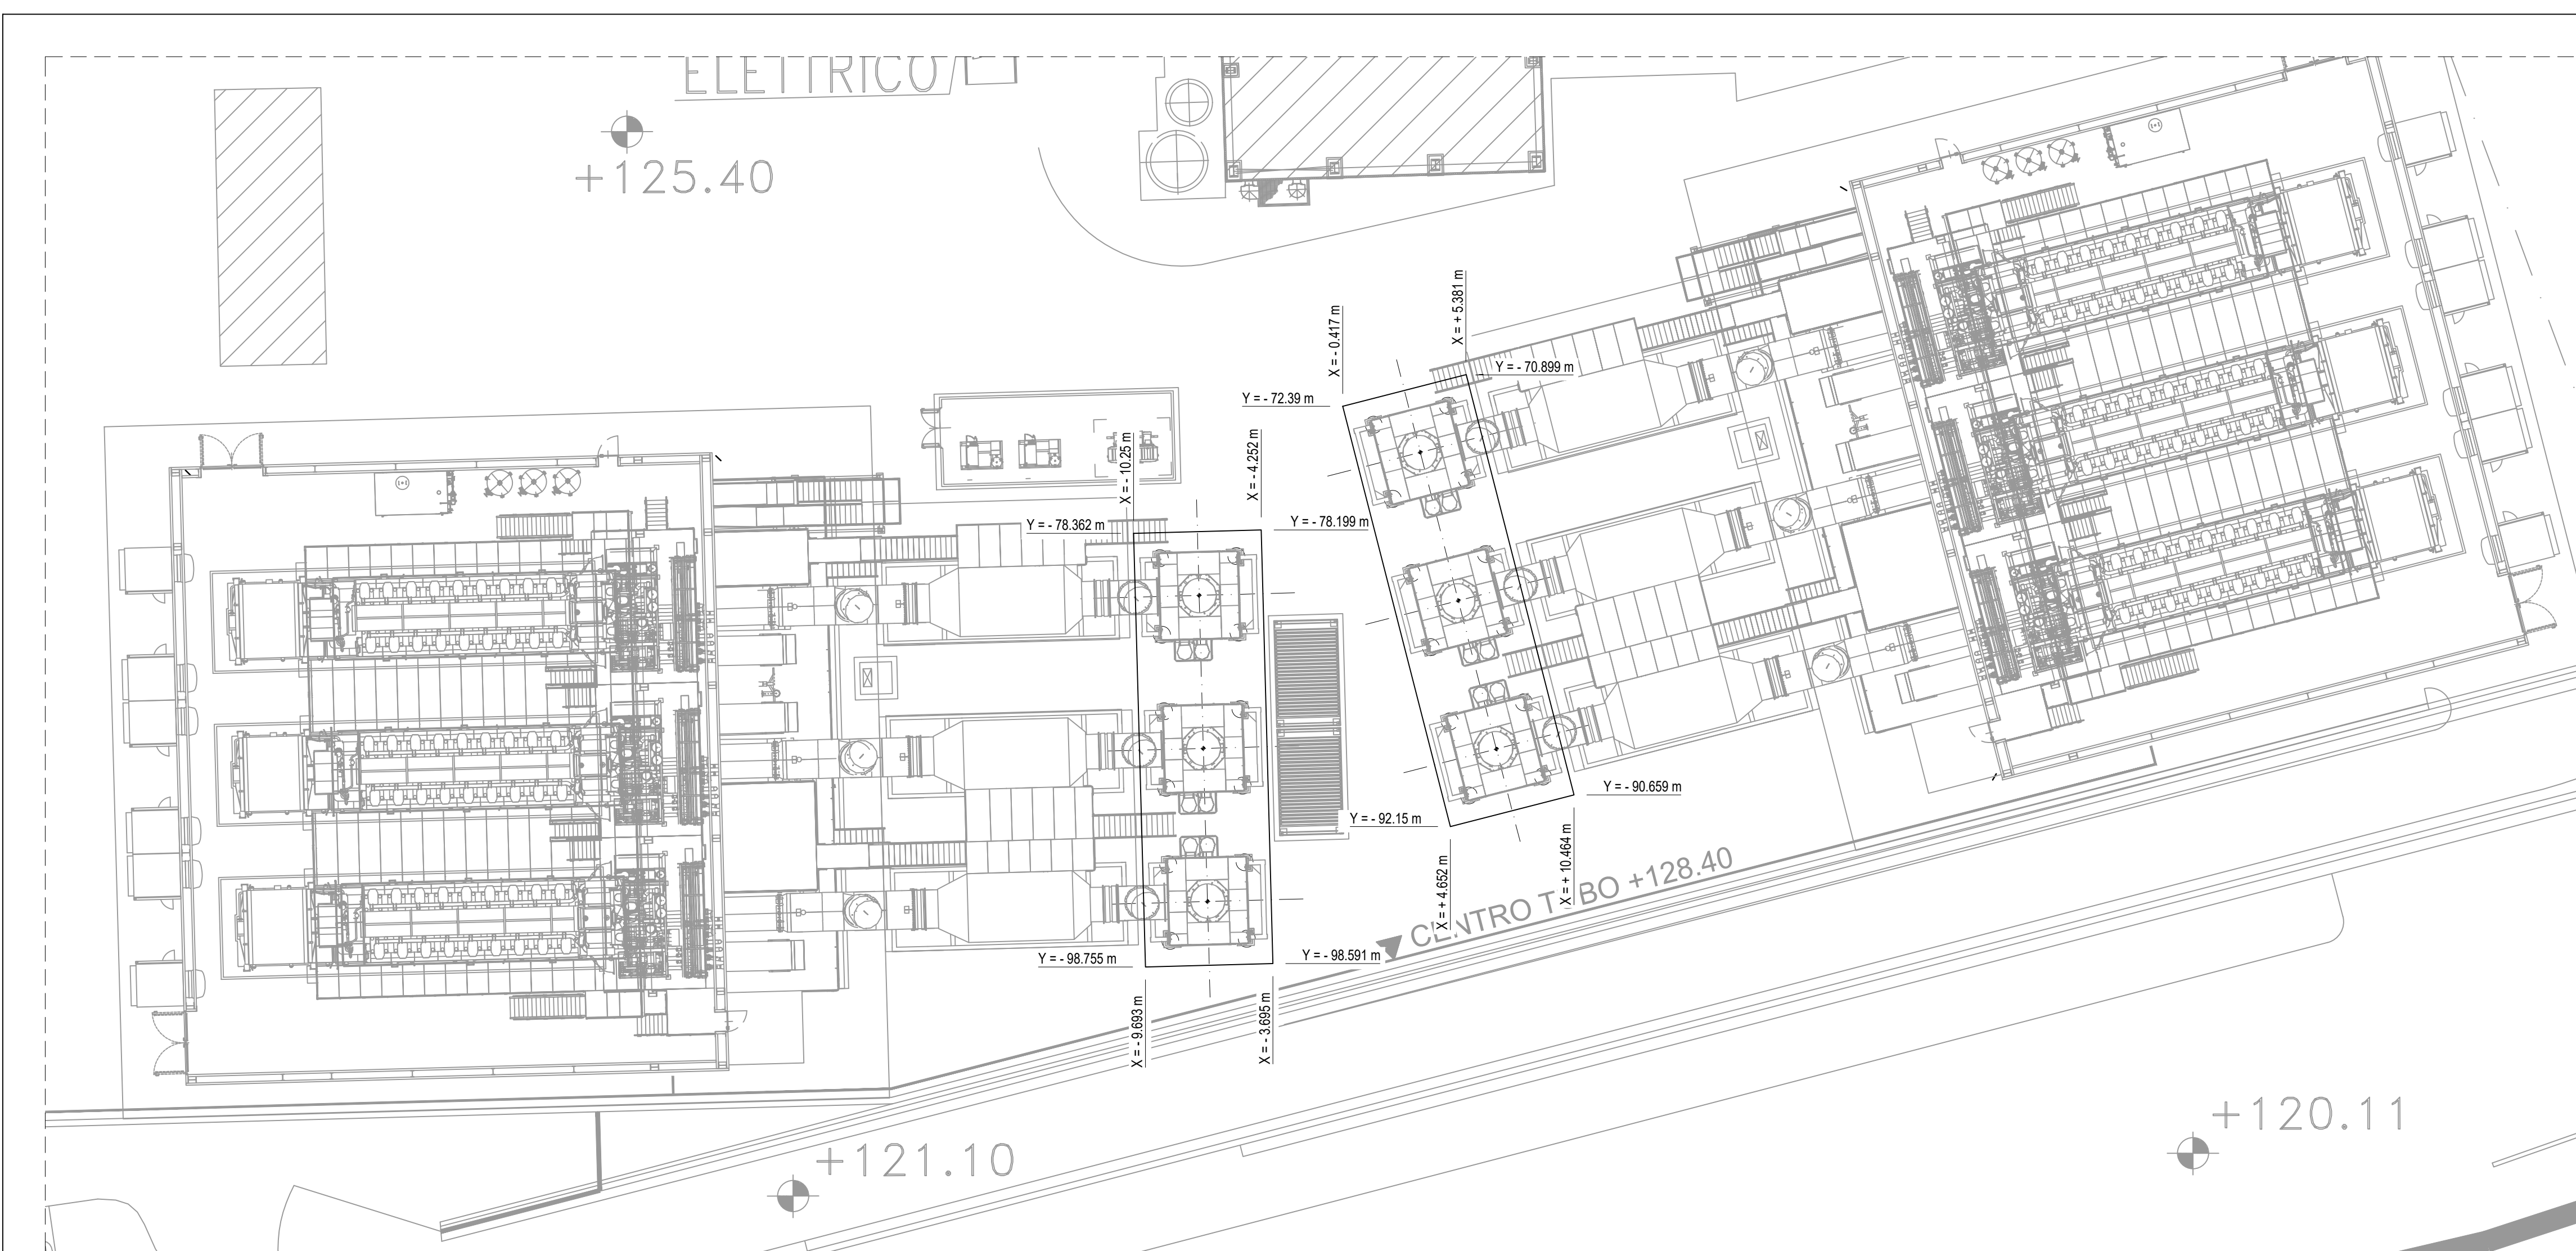 ELETTRICO
+125.40
X = - 0.417 m
X = + 5.381 m
Y = - 70.899 m
Y = - 72.39 m
X = - 10.25 m
X = - 4.252 m
Y = - 78.362 m
Y = - 78.199 m
Y = - 90.659 m
Y = - 92.15 m
X = + 4.652 m
X = + 10.464 m
CENTRO T BO +128.40
Y = - 98.755 m
Y = - 98.591 m
X = - 9.693 m
X = - 3.695 m
+121.10
+120.11